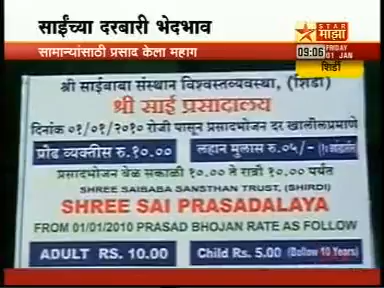 साईंच्या दरबारी भेदभाव
सामान्यांसाठी प्रसाद केला महाग
STAR
माझा
09:06 FRIDAY 01 JAN
शिर्डी
श्री साईबाबा संस्थान विश्वस्तव्यवस्था, (शिर्डी)
श्री साई प्रसादालय
दिनांक ०१/०१/२०१० रोजी पासून प्रसादभोजन दर खालीलप्रमाणे
प्रौढ व्यक्तीस रु.१०.००
लहान मुलास रु.०५/-
प्रसादभोजन वेळ सकाळी १०.०० ते रात्रौ १०.०० पर्यंत
SHREE SAIBABA SANSTHAN TRUST, (SHIRDI)
SHREE SAI PRASADALAYA
FROM 01/01/2010 PRASAD BHOJAN RATE AS FOLLOW
ADULT RS. 10.00
Child RS. 5.00 (Bollow 10 Years)